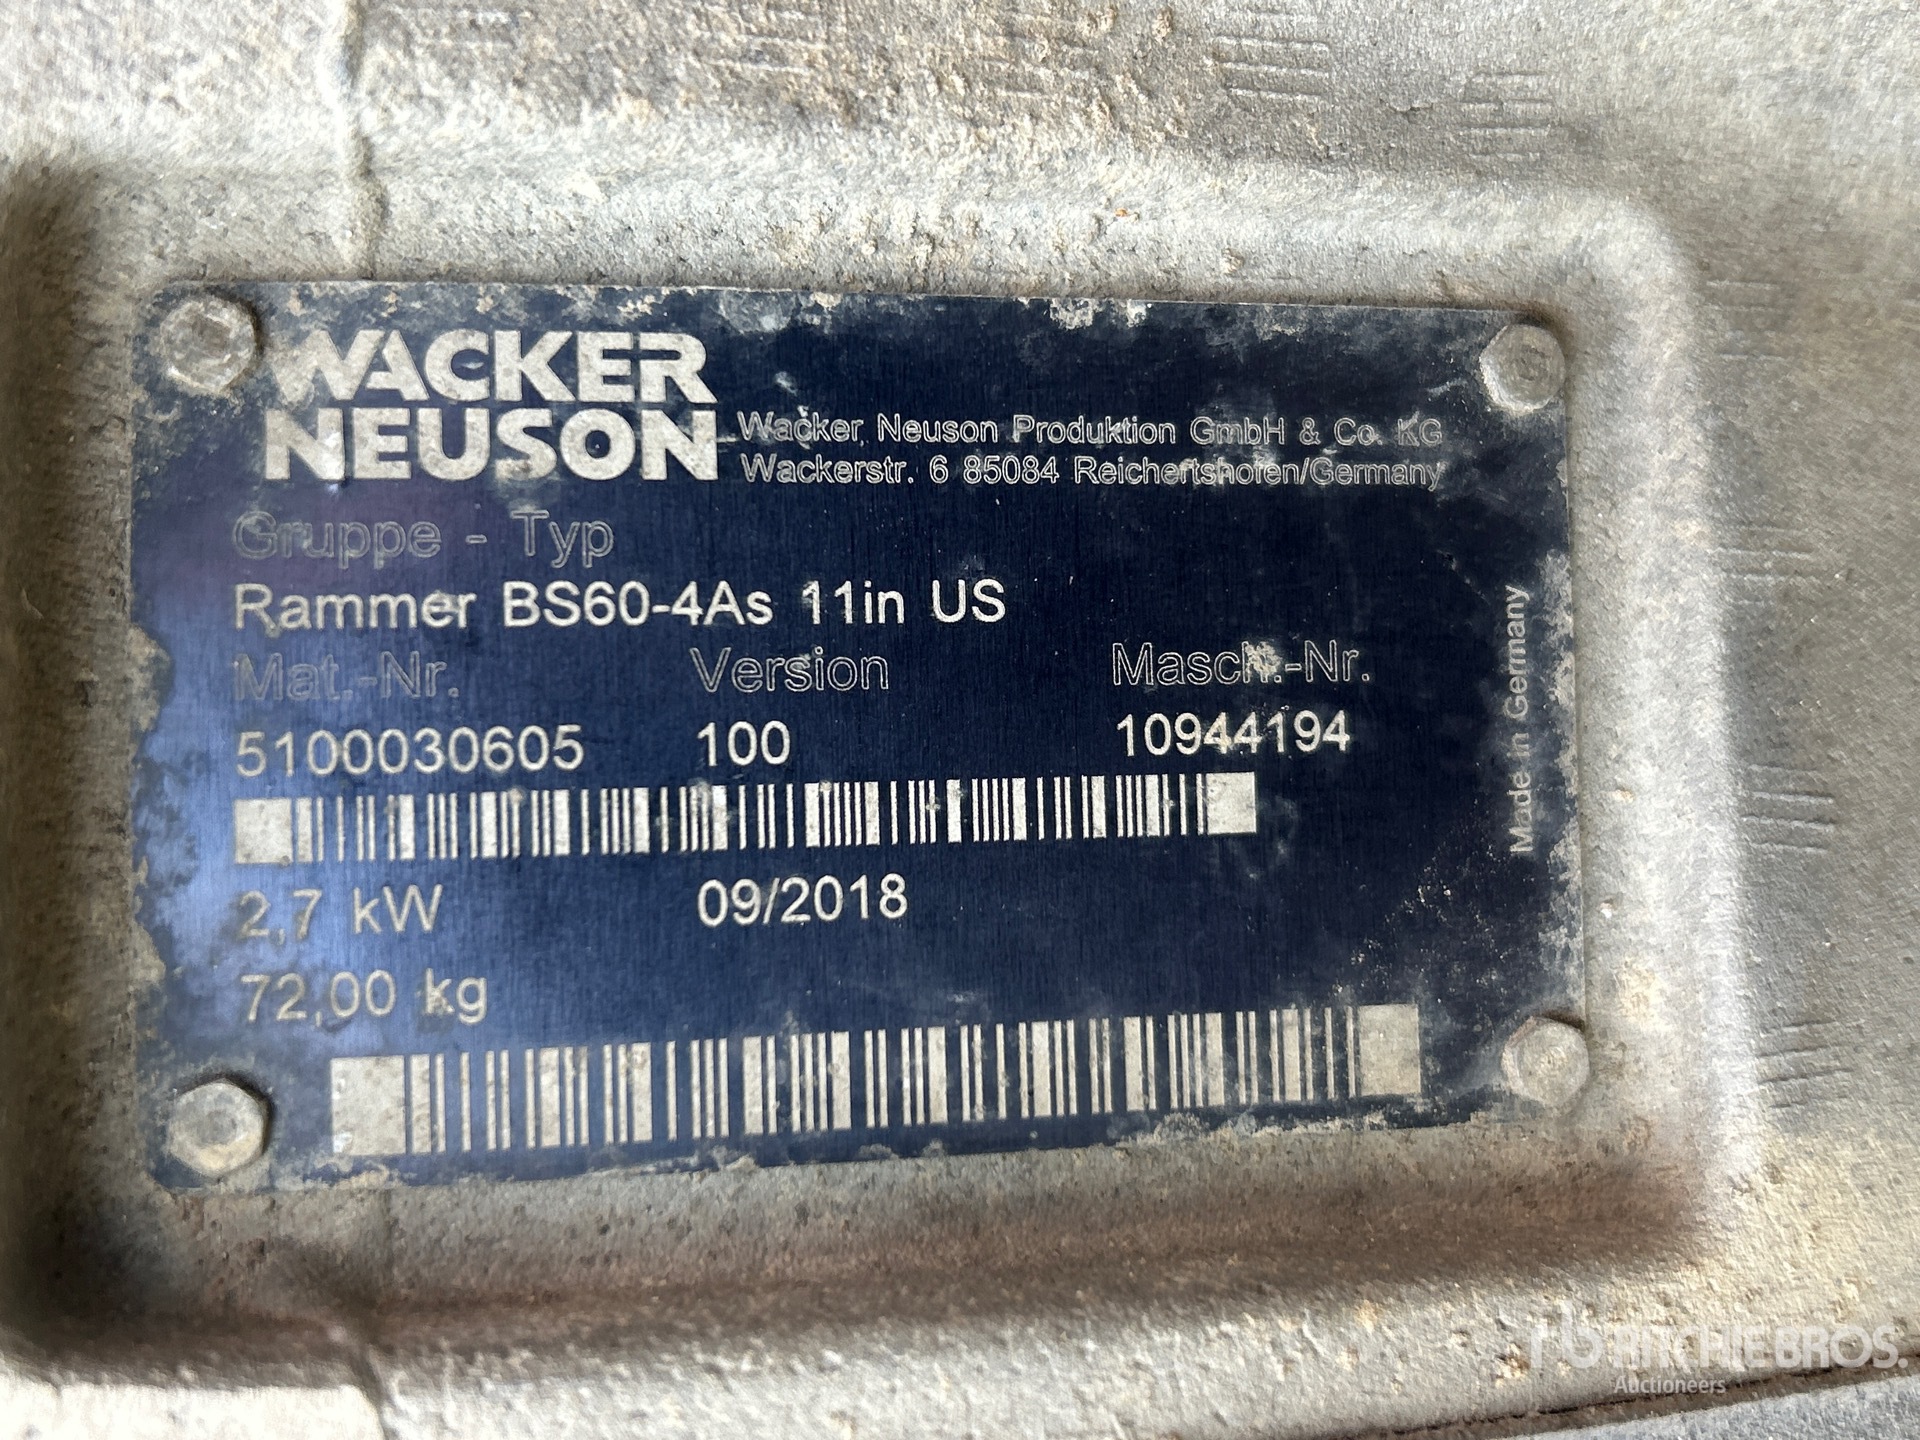 WACKER
NEUSON
Wacker Neuson Produktion GmbH & Co. KG
Wackerstr. 6 85084 Reichertshofen/Germany
Gruppe - Typ
Rammer BS60-4As 11in US
Mat.-Nr. Version Masch.-Nr.
5100030605 100 10944194
2,7 kW 09/2018
72,00 kg
Made in Germany
rb RITCHIE BROS.
Auctioneers